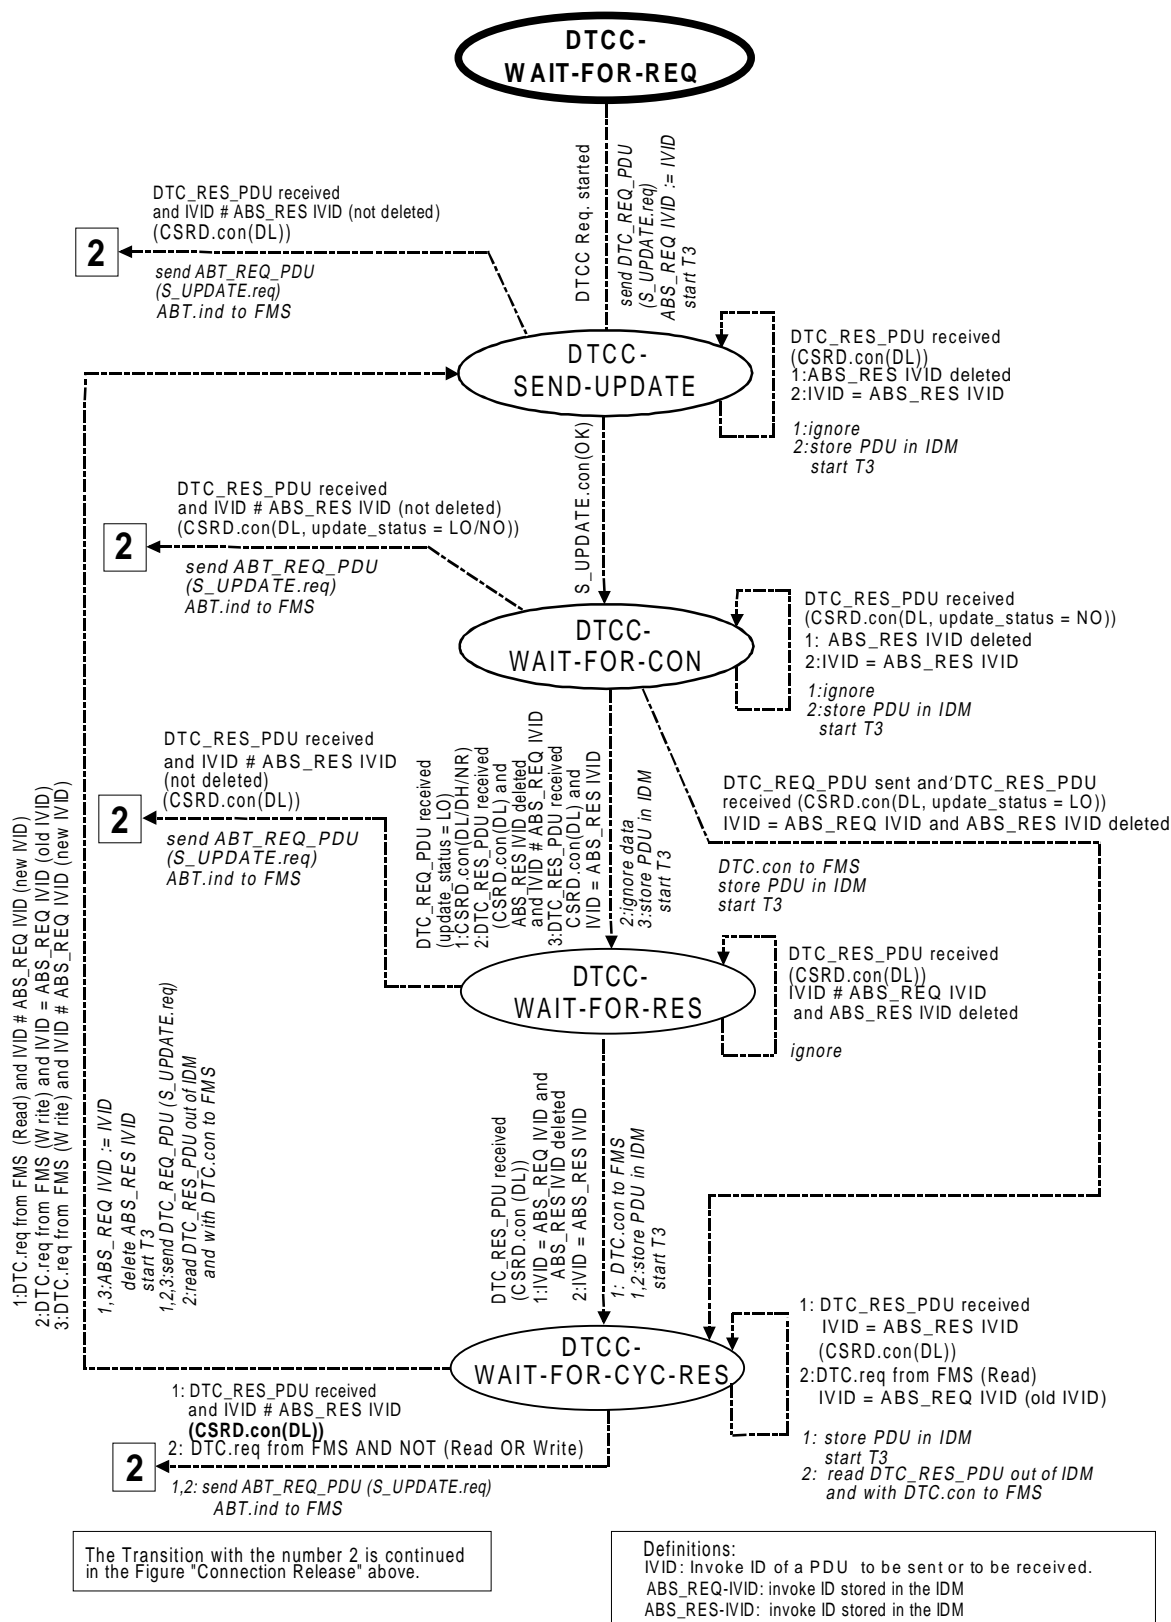 DTCC-
WAIT-FOR-REQ
DTCC Req. started
send DTC_REQ_PDU
(S_UPDATE.req)
ABS_REQ IVID := IVID
start T3
DTC_RES_PDU received
and IVID # ABS_RES IVID (not deleted)
(CSRD.con(DL))
2
send ABT_REQ_PDU
(S_UPDATE.req)
ABT.ind to FMS
DTCC-
SEND-UPDATE
DTC_RES_PDU received
(CSRD.con(DL))
1:ABS_RES IVID deleted
2:IVID = ABS_RES IVID
1:ignore
2:store PDU in IDM
start T3
S_UPDATE.con(OK)
DTC_RES_PDU received
and IVID # ABS_RES IVID (not deleted)
(CSRD.con(DL, update_status = LO/NO))
2
send ABT_REQ_PDU
(S_UPDATE.req)
ABT.ind to FMS
DTCC-
WAIT-FOR-CON
DTC_RES_PDU received
(CSRD.con(DL, update_status = NO))
1: ABS_RES IVID deleted
2:IVID = ABS_RES IVID
1:ignore
2:store PDU in IDM
start T3
DTC_RES_PDU received
and IVID # ABS_RES IVID
(not deleted)
(CSRD.con(DL))
2
send ABT_REQ_PDU
(S_UPDATE.req)
ABT.ind to FMS
DTC_REQ_PDU received
(update_status = LO)
1:CSRD.con(DL/DH/NR)
2:DTC_RES_PDU received
(CSRD.con(DL) and
ABS_RES IVID deleted
and IVID # ABS_REQ IVID
3:DTC_RES_PDU received
CSRD.con(DL) and
IVID = ABS_RES IVID
2:ignore data
3:store PDU in IDM
start T3
DTC_REQ_PDU sent and'DTC_RES_PDU
received (CSRD.con(DL, update_status = LO))
IVID = ABS_REQ IVID and ABS_RES IVID deleted
DTC.con to FMS
store PDU in IDM
start T3
DTCC-
WAIT-FOR-RES
DTC_RES_PDU received
(CSRD.con(DL))
IVID # ABS_REQ IVID
and ABS_RES IVID deleted
ignore
1:DTC.req from FMS (Read) and IVID # ABS_REQ IVID (new IVID)
2:DTC.req from FMS (Write) and IVID = ABS_REQ IVID (old IVID)
3:DTC.req from FMS (Write) and IVID # ABS_REQ IVID (new IVID)
1,3:ABS_REQ IVID := IVID
delete ABS_RES IVID
start T3
1,2,3:send DTC_REQ_PDU (S_UPDATE.req)
2:read DTC_RES_PDU out of IDM
and with DTC.con to FMS
DTC_RES_PDU received
(CSRD.con (DL))
1:IVID = ABS_REQ IVID and
ABS_RES IVID deleted
2:IVID = ABS_RES IVID
1: DTC.con to FMS
1,2:store PDU in IDM
start T3
DTCC-
WAIT-FOR-CYC-RES
1: DTC_RES_PDU received
IVID = ABS_RES IVID
(CSRD.con(DL))
2:DTC.req from FMS (Read)
IVID = ABS_REQ IVID (old IVID)
1: store PDU in IDM
start T3
2: read DTC_RES_PDU out of IDM
and with DTC.con to FMS
1: DTC_RES_PDU received
and IVID # ABS_RES IVID
(CSRD.con(DL))
2: DTC.req from FMS AND NOT (Read OR Write)
2
1,2: send ABT_REQ_PDU (S_UPDATE.req)
ABT.ind to FMS
The Transition with the number 2 is continued
in the Figure "Connection Release" above.
Definitions:
IVID: Invoke ID of a PDU to be sent or to be received.
ABS_REQ-IVID: invoke ID stored in the IDM
ABS_RES-IVID: invoke ID stored in the IDM